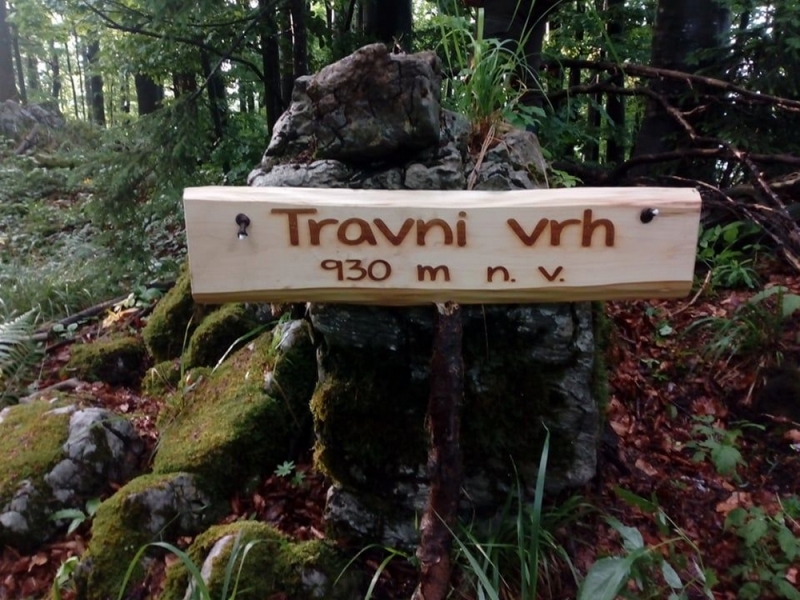 Travni vrh
930 m n. v.